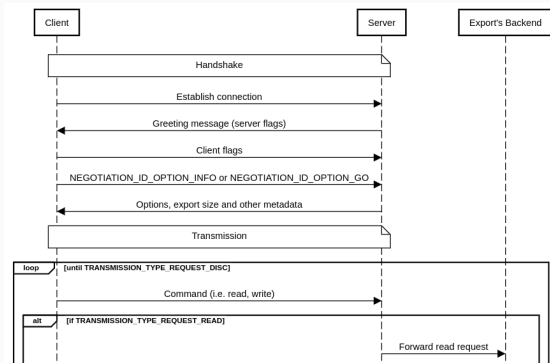 Client
Server
Export's Backend
Handshake
Establish connection
Greeting message (server flags)
Client flags
NEGOTIATION_ID_OPTION_INFO or NEGOTIATION_ID_OPTION_GO
Options, export size and other metadata
Transmission
loop [until TRANSMISSION_TYPE_REQUEST_DISC]
Command (i.e. read, write)
alt [if TRANSMISSION_TYPE_REQUEST_READ]
Forward read request